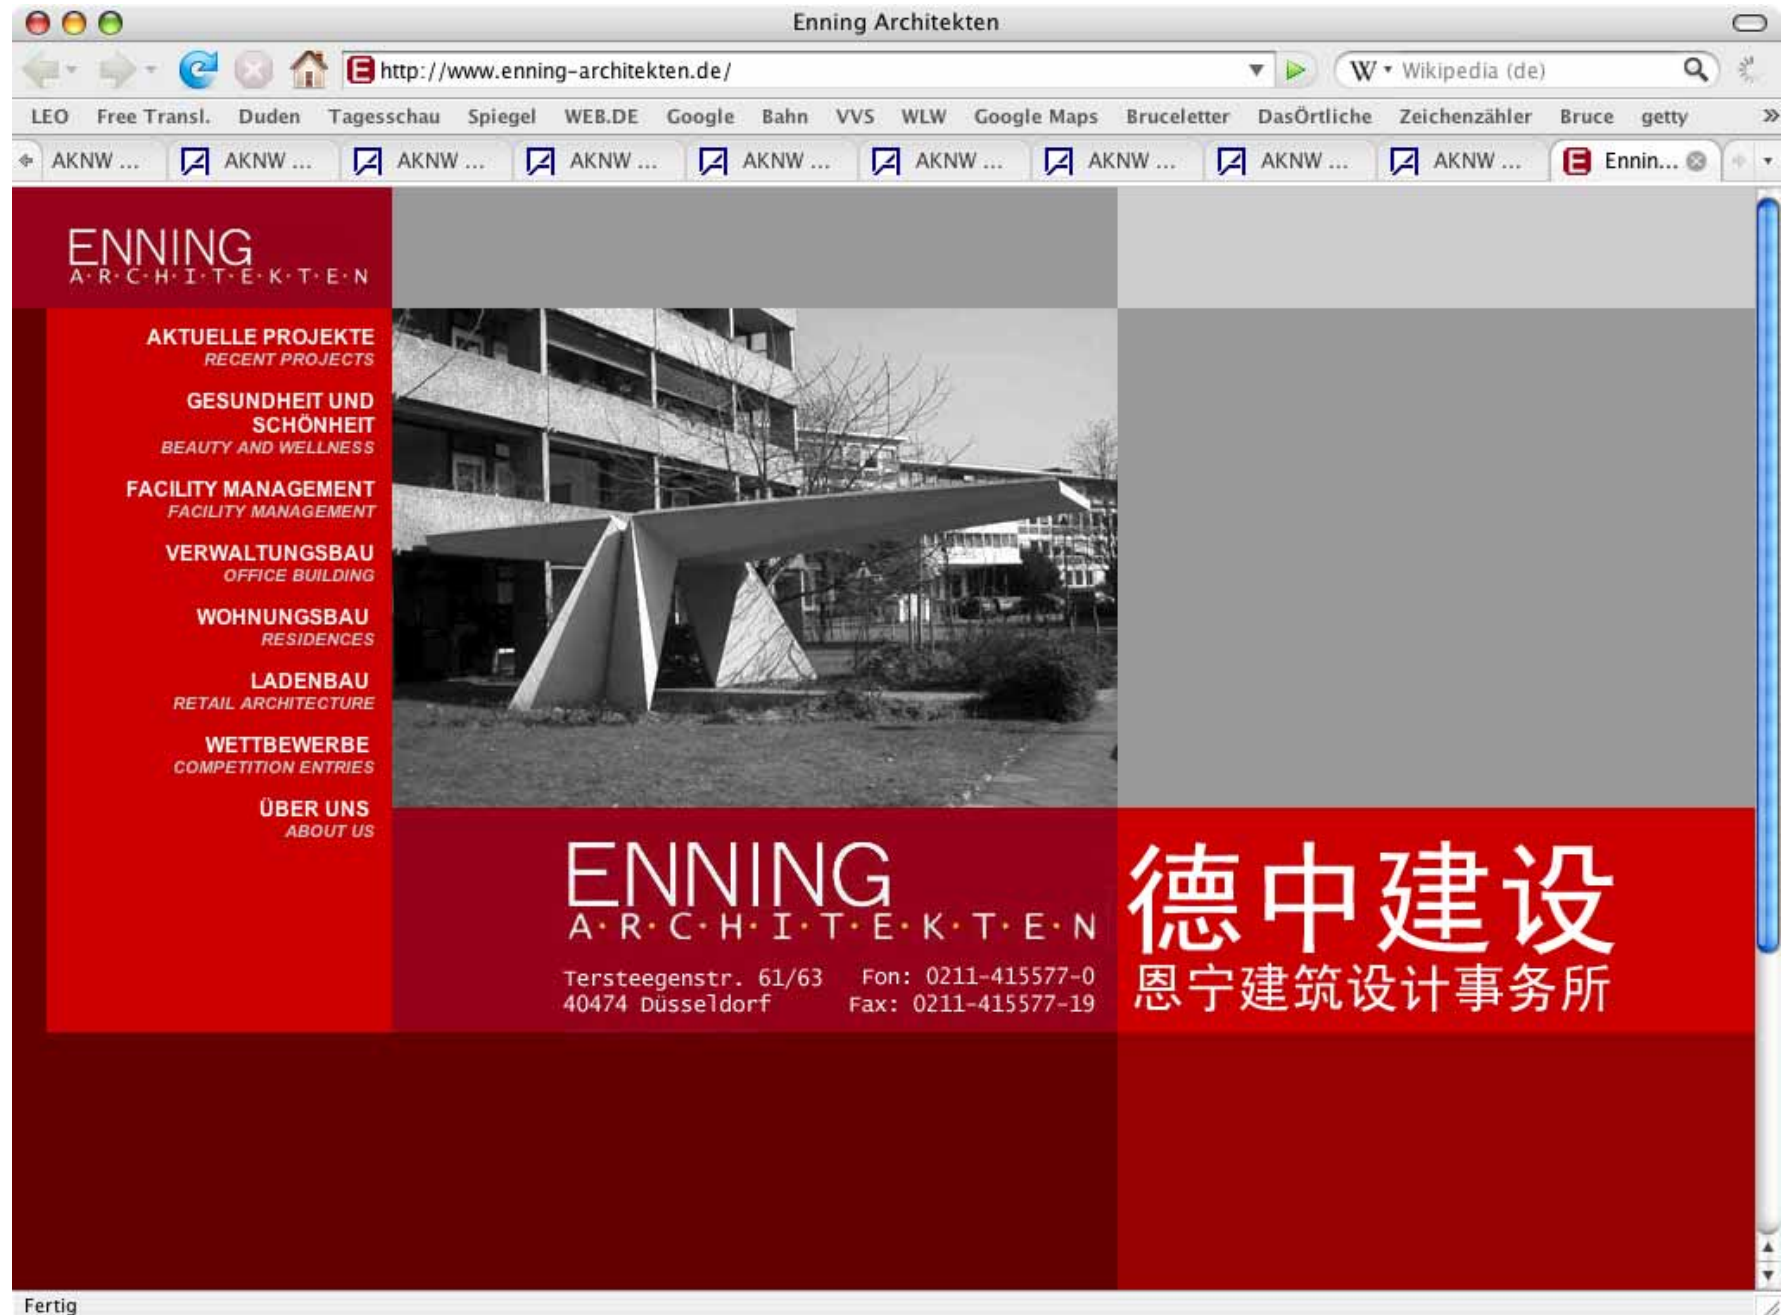 Enning Architekten
http://www.enning-architekten.de/
W Wikipedia (de)
LEO Free Transl. Duden Tagesschau Spiegel WEB.DE Google Bahn VVS WLW Google Maps Bruceletter DasÖrtliche Zeichenzähler Bruce getty »
AKNW ... AKNW ... AKNW ... AKNW ... AKNW ... AKNW ... AKNW ... AKNW ... AKNW ... E Ennin...
ENNING
A·R·C·H·I·T·E·K·T·E·N
AKTUELLE PROJEKTE
RECENT PROJECTS
GESUNDHEIT UND
SCHÖNHEIT
BEAUTY AND WELLNESS
FACILITY MANAGEMENT
FACILITY MANAGEMENT
VERWALTUNGSBAU
OFFICE BUILDING
WOHNUNGSBAU
RESIDENCES
LADENBAU
RETAIL ARCHITECTURE
WETTBEWERBE
COMPETITION ENTRIES
ÜBER UNS
ABOUT US
ENNING
A·R·C·H·I·T·E·K·T·E·N
Tersteegenstr. 61/63 Fon: 0211-415577-0
40474 Düsseldorf Fax: 0211-415577-19
德中建设
恩宁建筑设计事务所
Fertig